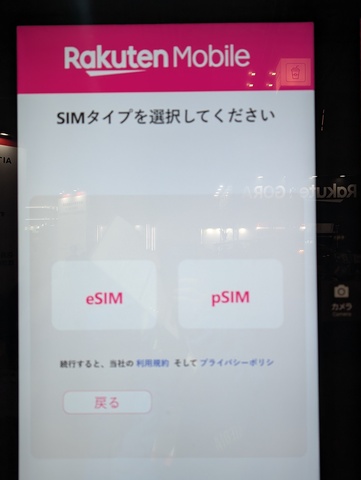 Rakuten Mobile
SIMタイプを選択してください
eSIM
pSIM
カメラ
続行すると、当社の 利用規約 そして プライバシーポリシ
戻る